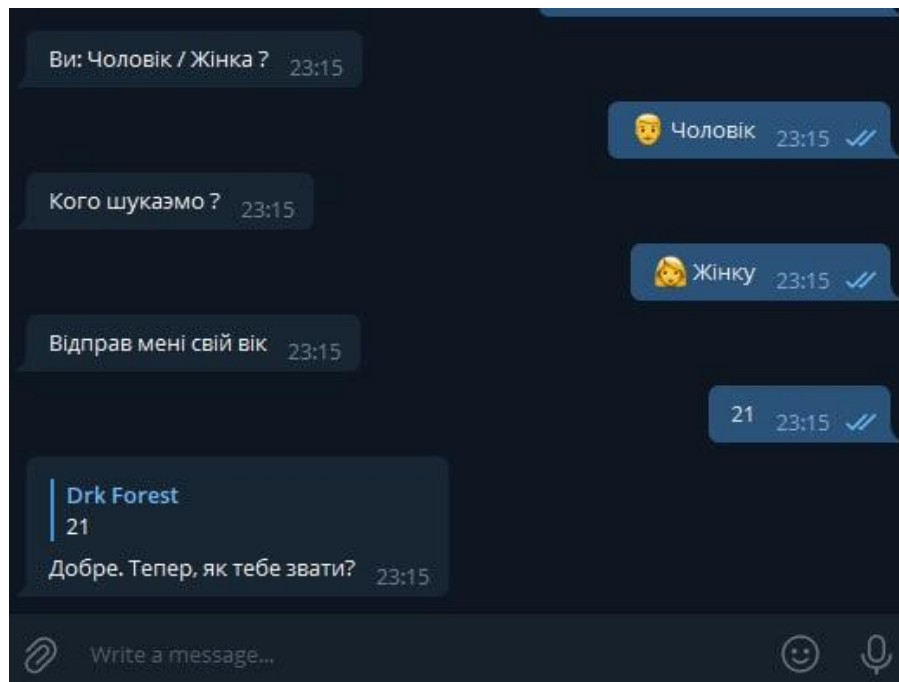 Ви: Чоловік / Жінка ? 23:15
👨 Чоловік 23:15
Кого шукаэмо ? 23:15
👩 Жінку 23:15
Відправ мені свій вік 23:15
21 23:15
Drk Forest
21
Добре. Тепер, як тебе звати? 23:15
Write a message...